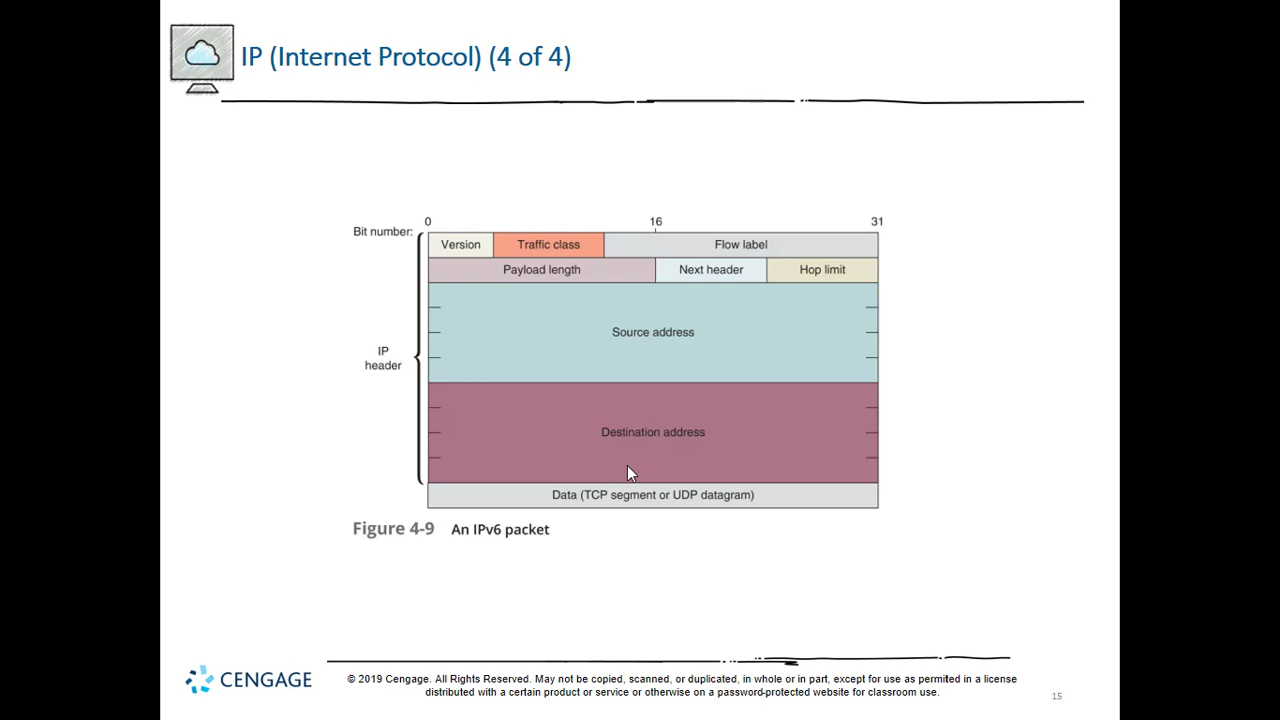 IP (Internet Protocol) (4 of 4)
0 16 31
Bit number:
Version Traffic class Flow label
Payload length Next header Hop limit
Source address
IP
header
Destination address
Data (TCP segment or UDP datagram)
Figure 4-9 An IPv6 packet
CENGAGE
© 2019 Cengage. All Rights Reserved. May not be copied, scanned, or duplicated, in whole or in part, except for use as permitted in a license
distributed with a certain product or service or otherwise on a password-protected website for classroom use.
15